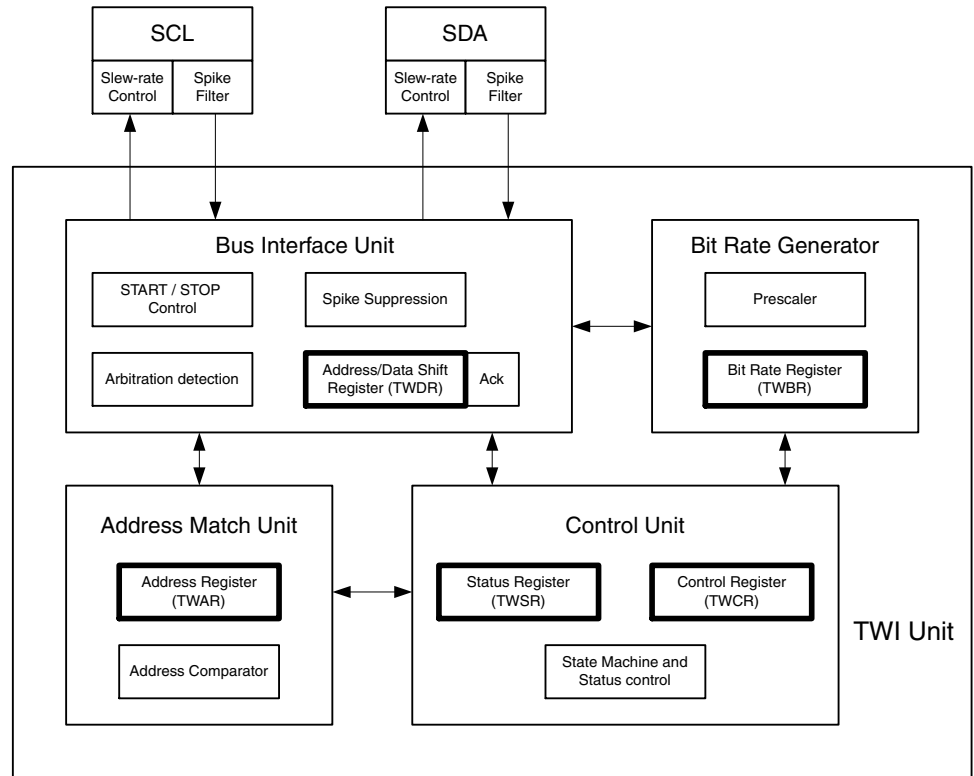 SCL
SDA
Slew-rate
Control
Spike
Filter
Slew-rate
Control
Spike
Filter
Bus Interface Unit
START / STOP
Control
Spike Suppression
Arbitration detection
Address/Data Shift
Register (TWDR)
Ack
Bit Rate Generator
Prescaler
Bit Rate Register
(TWBR)
Address Match Unit
Address Register
(TWAR)
Address Comparator
Control Unit
Status Register
(TWSR)
Control Register
(TWCR)
State Machine and
Status control
TWI Unit